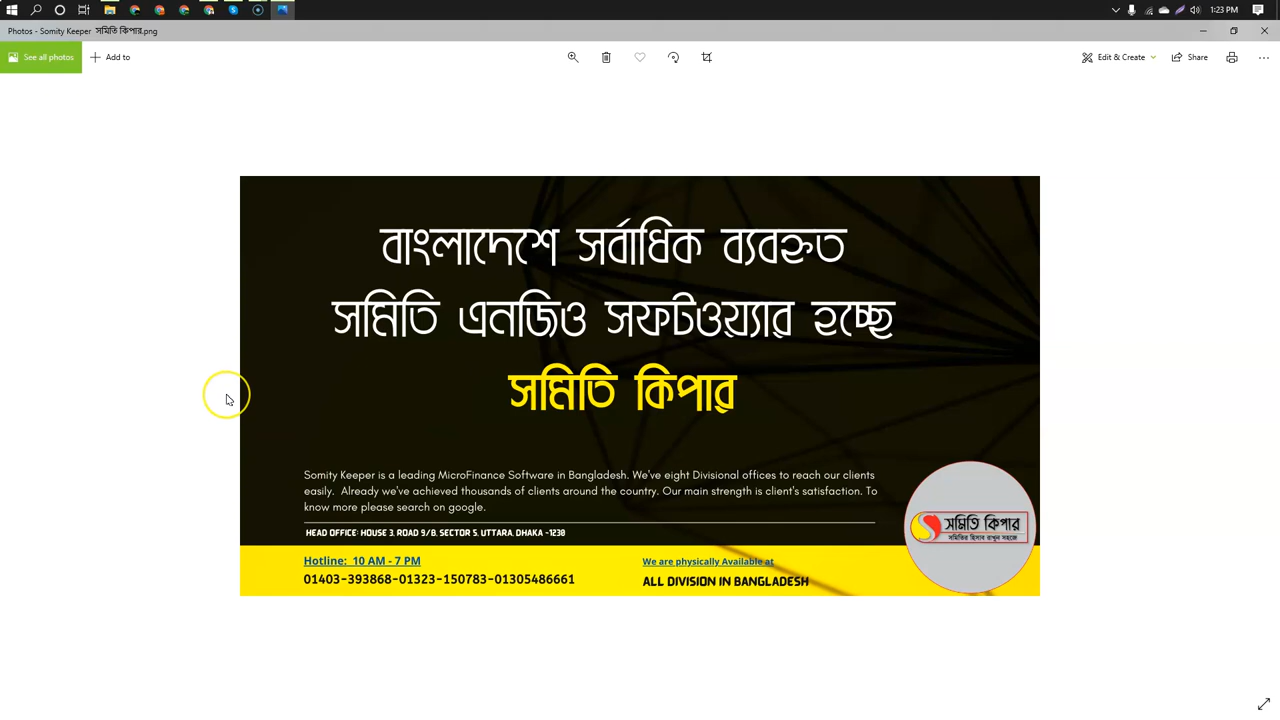 1:23 PM
Photos - Somity Keeper সমিতি কিপার.png
See all photos
Add to
Edit & Create
Share
বাংলাদেশে সর্বাধিক ব্যবহৃত
সমিতি এনজিও সফটওয়্যার হচ্ছে
সমিতি কিপার
Somity Keeper is a leading MicroFinance Software in Bangladesh. We've eight Divisional offices to reach our clients
easily. Already we've achieved thousands of clients around the country. Our main strength is client's satisfaction. To
know more please search on google.
HEAD OFFICE: HOUSE 3, ROAD 9/B, SECTOR 5, UTTARA, DHAKA -1230
সমিতি কিপার
সমিতির হিসাব রাখুন সহজে
Hotline: 10 AM - 7 PM
01403-393868-01323-150783-01305486661
We are physically Available at
ALL DIVISION IN BANGLADESH